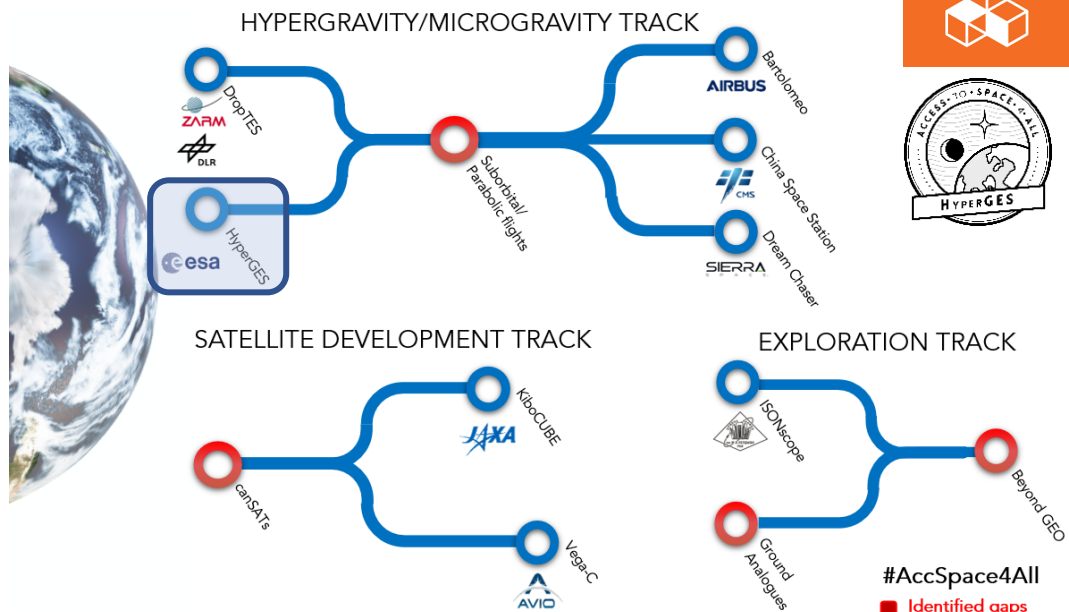 HYPERGRAVITY/MICROGRAVITY TRACK
DropTES
ZARM
DLR
HyperGES
esa
Suborbital/
Parabolic flights
Bartolomeo
AIRBUS
China Space Station
CMS
Dream Chaser
SIERRA
SPACE
ACCESS • TO • SPACE • 4 • ALL
HYPERGES
SATELLITE DEVELOPMENT TRACK
canSATs
KiboCUBE
JAXA
Vega-C
AVIO
EXPLORATION TRACK
ISONscope
Ground
Analogues
Beyond GEO
#AccSpace4All
Identified gaps